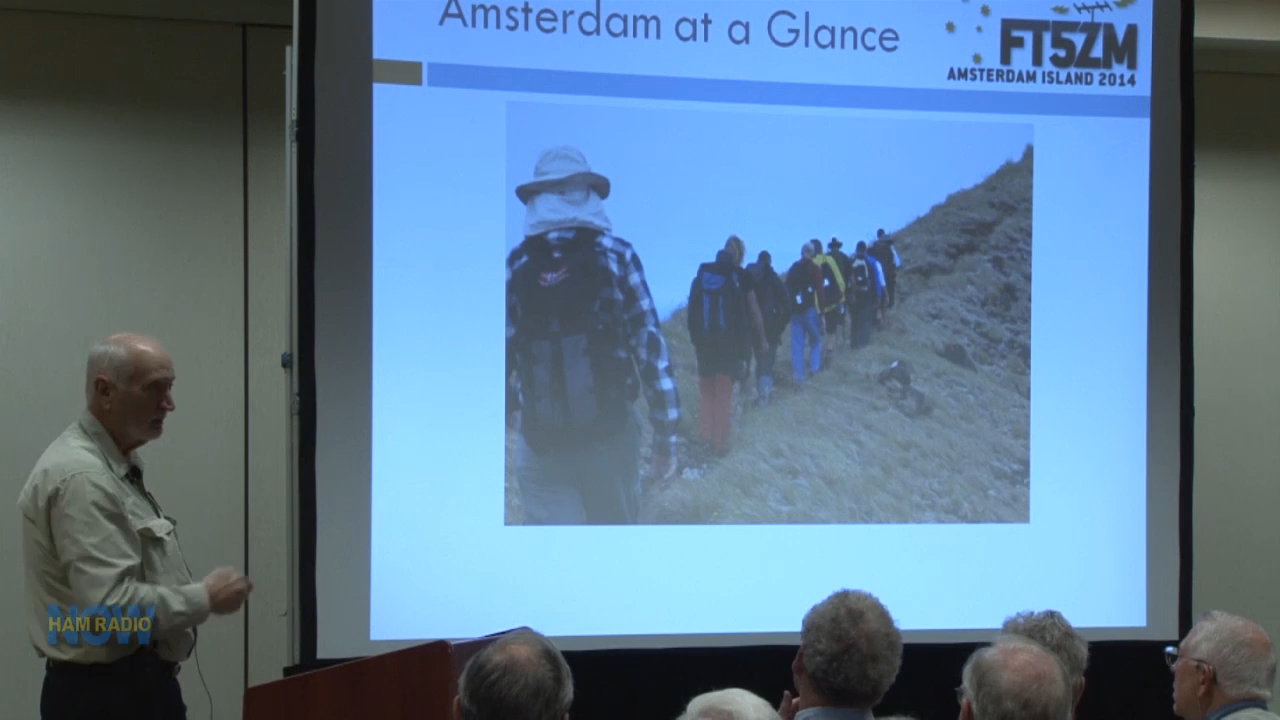 Amsterdam at a Glance
FT5ZM
AMSTERDAM ISLAND 2014
NOW
HAM RADIO